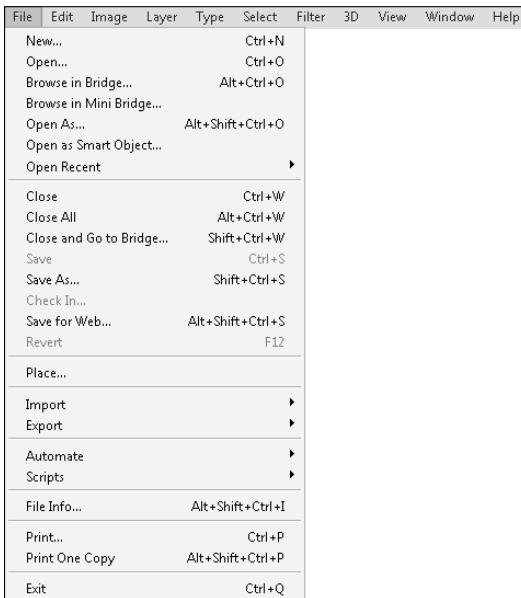 File Edit Image Layer Type Select Filter 3D View Window Help
New... Ctrl+N
Open... Ctrl+O
Browse in Bridge... Alt+Ctrl+O
Browse in Mini Bridge...
Open As... Alt+Shift+Ctrl+O
Open as Smart Object...
Open Recent
Close Ctrl+W
Close All Alt+Ctrl+W
Close and Go to Bridge... Shift+Ctrl+W
Save Ctrl+S
Save As... Shift+Ctrl+S
Check In...
Save for Web... Alt+Shift+Ctrl+S
Revert F12
Place...
Import
Export
Automate
Scripts
File Info... Alt+Shift+Ctrl+I
Print... Ctrl+P
Print One Copy Alt+Shift+Ctrl+P
Exit Ctrl+Q